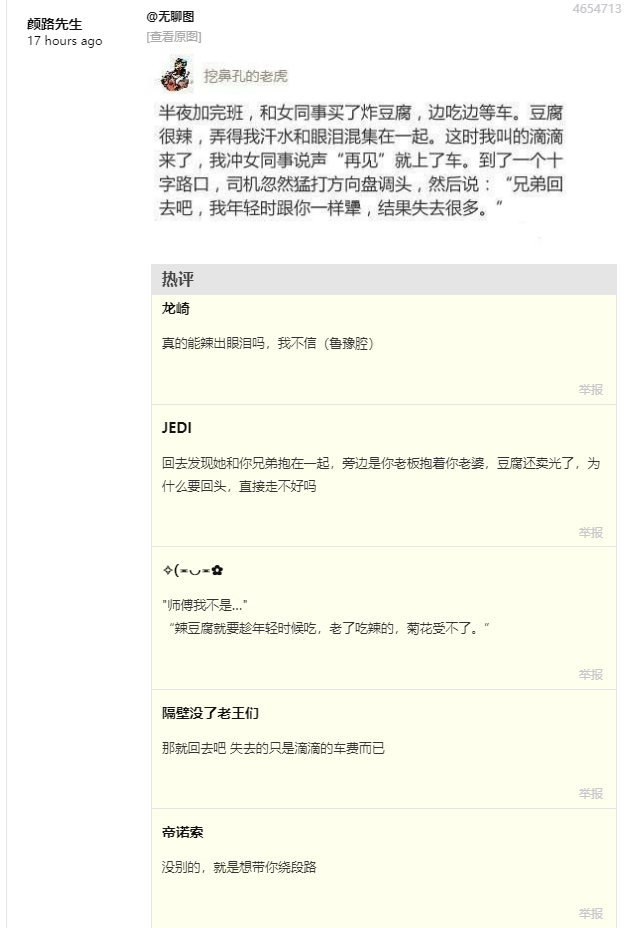 颜路先生
17 hours ago
@无聊图
4654713
[查看原图]
挖鼻孔的老虎
半夜加完班，和女同事买了炸豆腐，边吃边等车。豆腐
很辣，弄得我汗水和眼泪混集在一起。这时我叫的滴滴
来了，我冲女同事说声“再见”就上了车。到了一个十
字路口，司机忽然猛打方向盘调头，然后说：“兄弟回
去吧，我年轻时跟你一样犟，结果失去很多。”
热评
龙崎
真的能辣出眼泪吗，我不信（鲁豫腔）
举报
JEDI
回去发现她和你兄弟抱在一起，旁边是你老板抱着你老婆，豆腐还卖光了，为
什么要回头，直接走不好吗
举报
✧(≖◡≖✿
"师傅我不是…"
“辣豆腐就要趁年轻时候吃，老了吃辣的，菊花受不了。”
举报
隔壁没了老王们
那就回去吧 失去的只是滴滴的车费而已
举报
帝诺索
没别的，就是想带你绕段路
举报